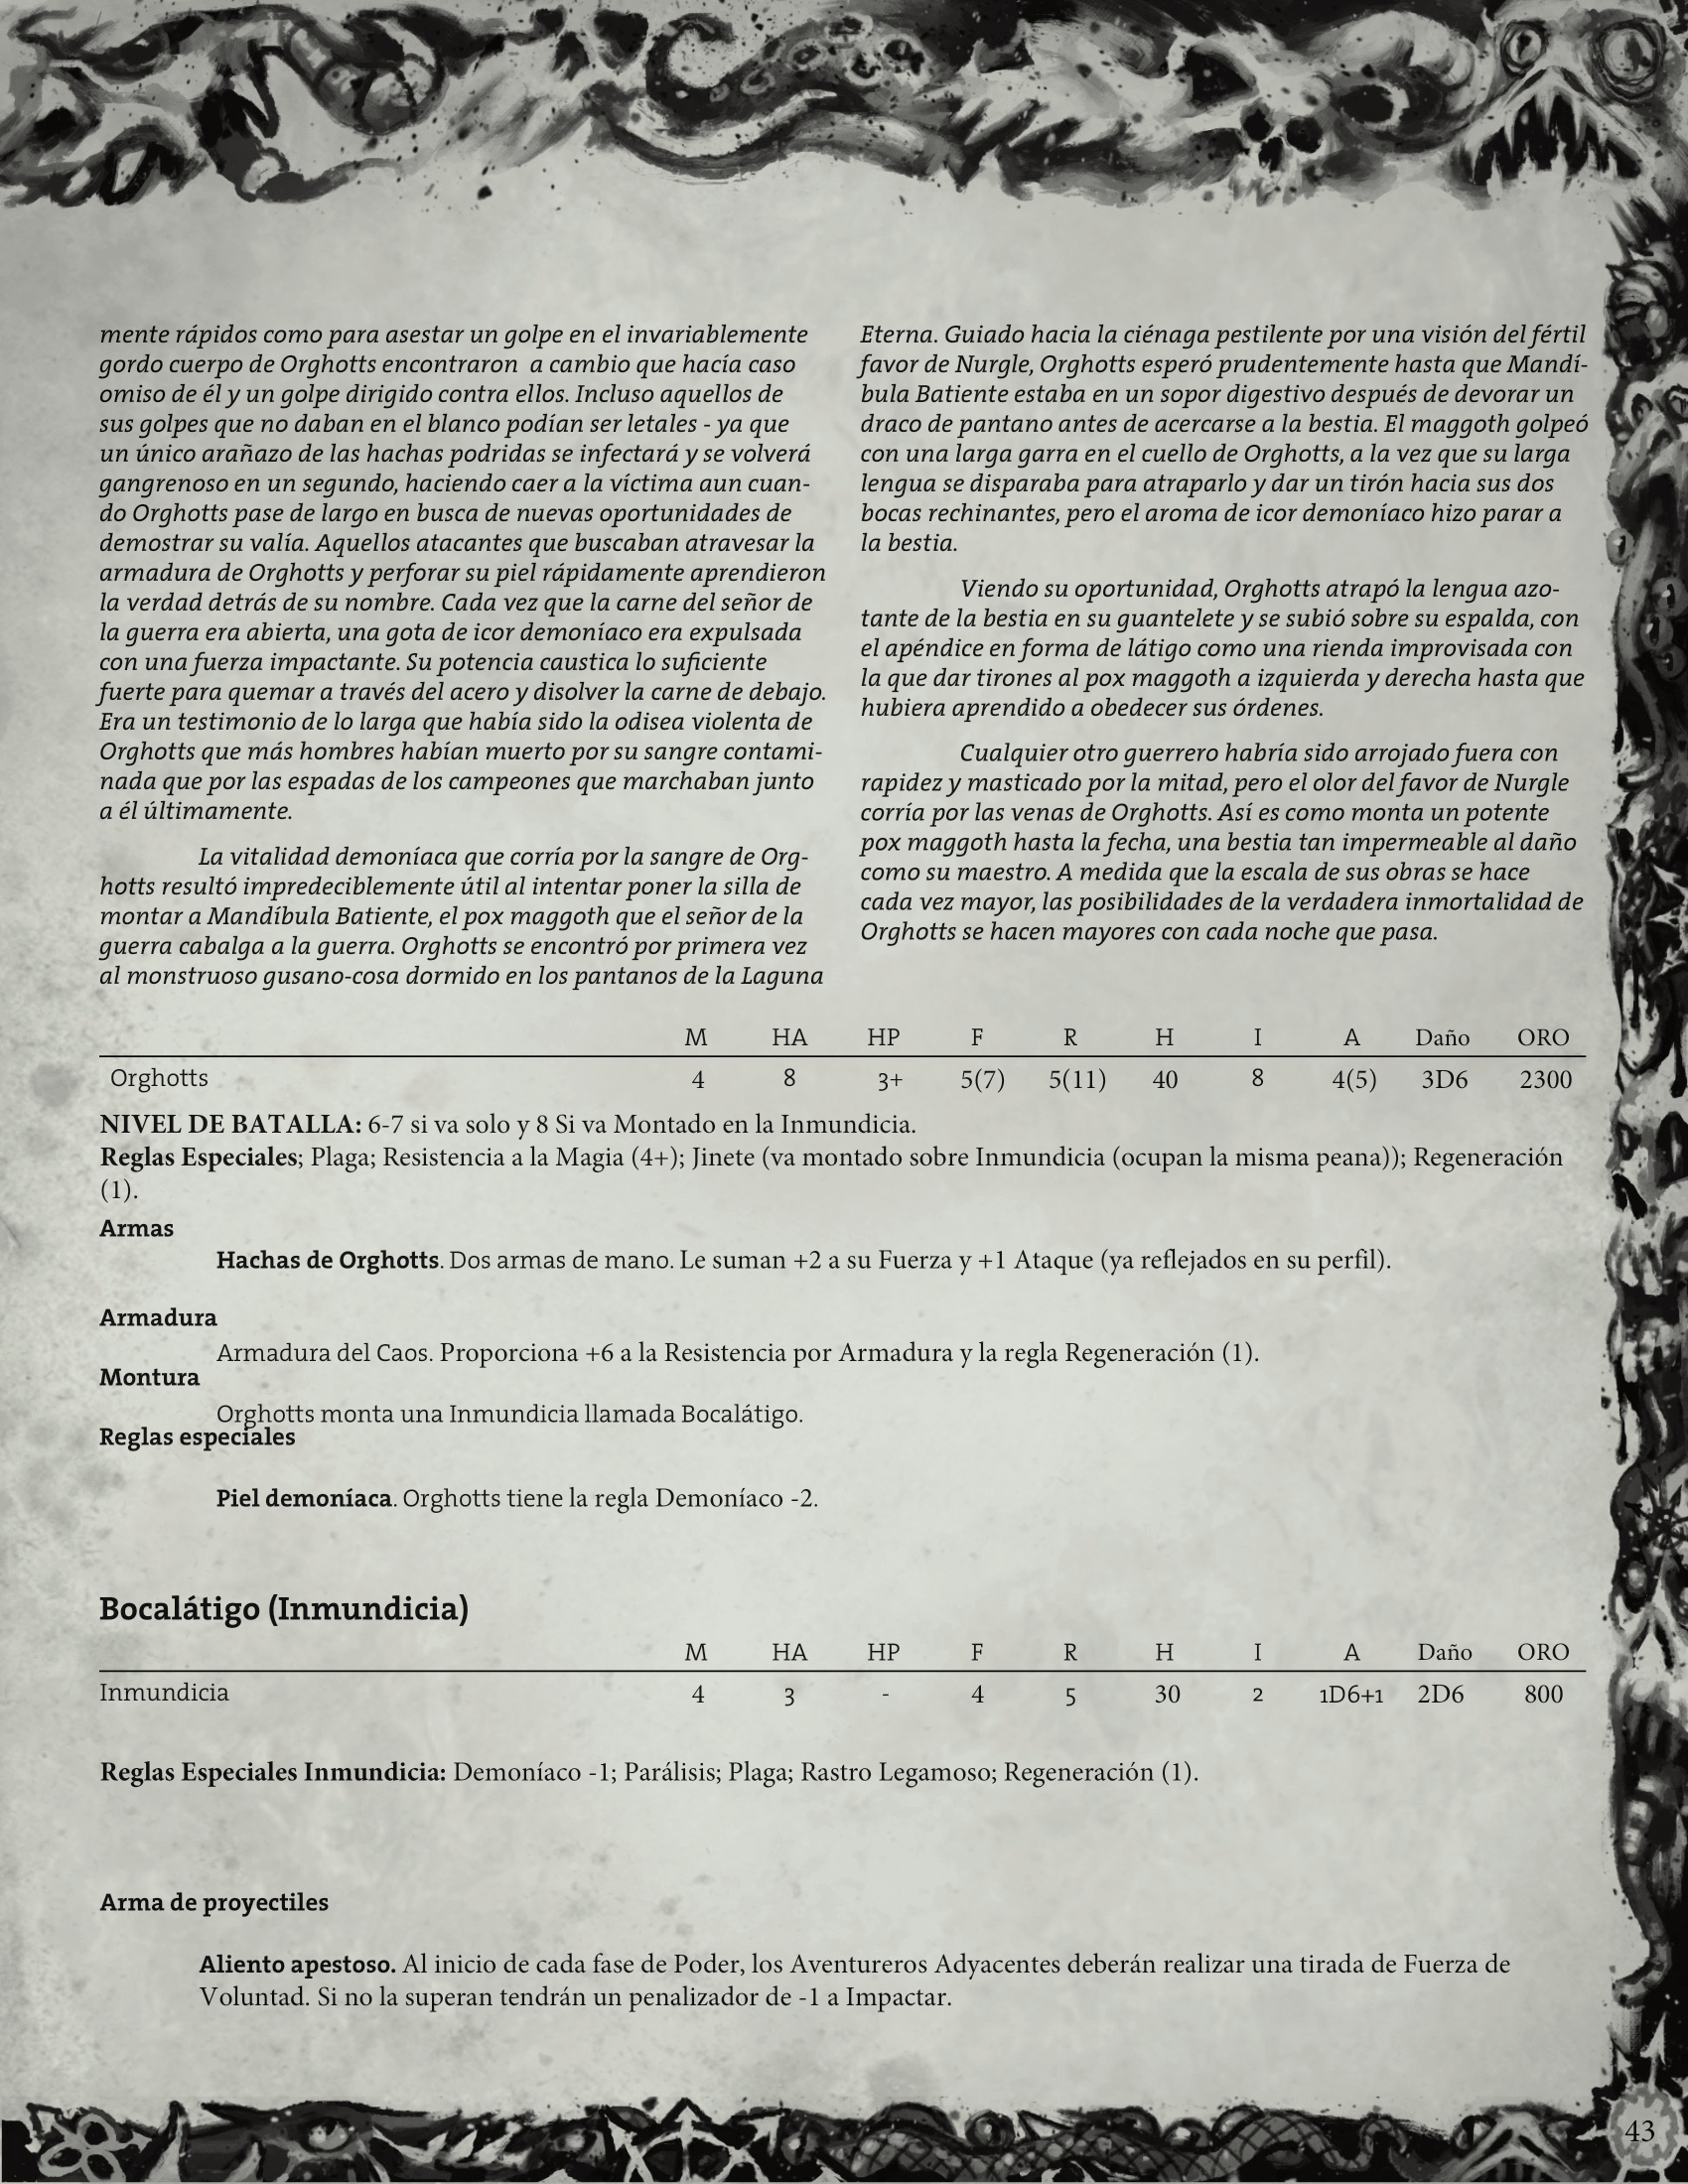 mente rápidos como para asestar un golpe en el invariablemente
gordo cuerpo de Orghotts encontraron  a cambio que hacía caso
omiso de él y un golpe dirigido contra ellos. Incluso aquellos de
sus golpes que no daban en el blanco podían ser letales - ya que
un único arañazo de las hachas podridas se infectará y se volverá
gangrenoso en un segundo, haciendo caer a la víctima aun cuan-
do Orghotts pase de largo en busca de nuevas oportunidades de
demostrar su valía. Aquellos atacantes que buscaban atravesar la
armadura de Orghotts y perforar su piel rápidamente aprendieron
la verdad detrás de su nombre. Cada vez que la carne del señor de
la guerra era abierta, una gota de icor demoníaco era expulsada
con una fuerza impactante. Su potencia caustica lo suficiente
fuerte para quemar a través del acero y disolver la carne de debajo.
Era un testimonio de lo larga que había sido la odisea violenta de
Orghotts que más hombres habían muerto por su sangre contami-
nada que por las espadas de los campeones que marchaban junto
a él últimamente.
La vitalidad demoníaca que corría por la sangre de Org-
hotts resultó impredeciblemente útil al intentar poner la silla de
montar a Mandíbula Batiente, el pox maggoth que el señor de la
guerra cabalga a la guerra. Orghotts se encontró por primera vez
al monstruoso gusano-cosa dormido en los pantanos de la Laguna
Eterna. Guiado hacia la ciénaga pestilente por una visión del fértil
favor de Nurgle, Orghotts esperó prudentemente hasta que Mandí-
bula Batiente estaba en un sopor digestivo después de devorar un
draco de pantano antes de acercarse a la bestia. El maggoth golpeó
con una larga garra en el cuello de Orghotts, a la vez que su larga
lengua se disparaba para atraparlo y dar un tirón hacia sus dos
bocas rechinantes, pero el aroma de icor demoníaco hizo parar a
la bestia.
Viendo su oportunidad, Orghotts atrapó la lengua azo-
tante de la bestia en su guantelete y se subió sobre su espalda, con
el apéndice en forma de látigo como una rienda improvisada con
la que dar tirones al pox maggoth a izquierda y derecha hasta que
hubiera aprendido a obedecer sus órdenes.
Cualquier otro guerrero habría sido arrojado fuera con
rapidez y masticado por la mitad, pero el olor del favor de Nurgle
corría por las venas de Orghotts. Así es como monta un potente
pox maggoth hasta la fecha, una bestia tan impermeable al daño
como su maestro. A medida que la escala de sus obras se hace
cada vez mayor, las posibilidades de la verdadera inmortalidad de
Orghotts se hacen mayores con cada noche que pasa.
M HA HP F R H I A Daño ORO
Orghotts 4 8 3+ 5(7) 5(11) 40 8 4(5) 3D6 2300
NIVEL DE BATALLA: 6-7 si va solo y 8 Si va Montado en la Inmundicia.
Reglas Especiales; Plaga; Resistencia a la Magia (4+); Jinete (va montado sobre Inmundicia (ocupan la misma peana)); Regeneración
(1).
Armas
Hachas de Orghotts. Dos armas de mano. Le suman +2 a su Fuerza y +1 Ataque (ya reflejados en su perfil).
Armadura
Armadura del Caos. Proporciona +6 a la Resistencia por Armadura y la regla Regeneración (1).
Montura
Orghotts monta una Inmundicia llamada Bocalátigo.
Reglas especiales
Piel demoníaca. Orghotts tiene la regla Demoníaco -2.
Bocalátigo (Inmundicia)
M HA HP F R H I A Daño ORO
Inmundicia 4 3 - 4 5 30 2 1D6+1 2D6 800
Reglas Especiales Inmundicia: Demoníaco -1; Parálisis; Plaga; Rastro Legamoso; Regeneración (1).
Arma de proyectiles
Aliento apestoso. Al inicio de cada fase de Poder, los Aventureros Adyacentes deberán realizar una tirada de Fuerza de
Voluntad. Si no la superan tendrán un penalizador de -1 a Impactar.
43